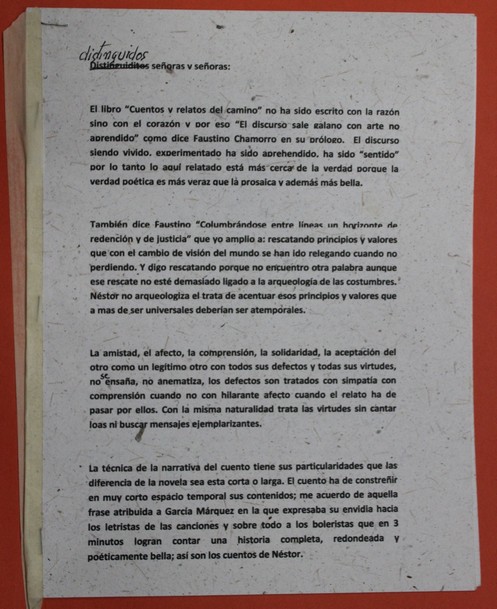 distinguidos
Distinguiditos señoras y señoras:
El libro "Cuentos y relatos del camino" no ha sido escrito con la razón
sino con el corazón y por eso "El discurso sale galano con arte no
aprendido" como dice Faustino Chamorro en su prólogo. El discurso
siendo vivido, experimentado ha sido aprehendido, ha sido "sentido"
por lo tanto lo aquí relatado está más cerca de la verdad porque la
verdad poética es más veraz que la prosaica y además más bella.
También dice Faustino "Columbrándose entre líneas un horizonte de
redención y de justicia" que yo amplio a: rescatando principios y valores
que con el cambio de visión del mundo se han ido relegando cuando no
perdiendo. Y digo rescatando porque no encuentro otra palabra aunque
ese rescate no esté demasiado ligado a la arqueología de las costumbres.
Néstor no arqueologiza el trata de acentuar esos principios y valores que
a mas de ser universales deberían ser atemporales.
La amistad, el afecto, la comprensión, la solidaridad, la aceptación del
otro como un legítimo otro con todos sus defectos y todas sus virtudes,
no se ensaña, no anematiza, los defectos son tratados con simpatía con
comprensión cuando no con hilarante afecto cuando el relato ha de
pasar por ellos. Con la misma naturalidad trata las virtudes sin cantar
loas ni buscar mensajes ejemplarizantes.
La técnica de la narrativa del cuento tiene sus particularidades que las
diferencia de la novela sea esta corta o larga. El cuento ha de constreñir
en muy corto espacio temporal sus contenidos; me acuerdo de aquella
frase atribuida a García Márquez en la que expresaba su envidia hacia
los letristas de las canciones y sobre todo a los boleristas que en 3
minutos logran contar una historia completa, redondeada y
poéticamente bella; así son los cuentos de Néstor.